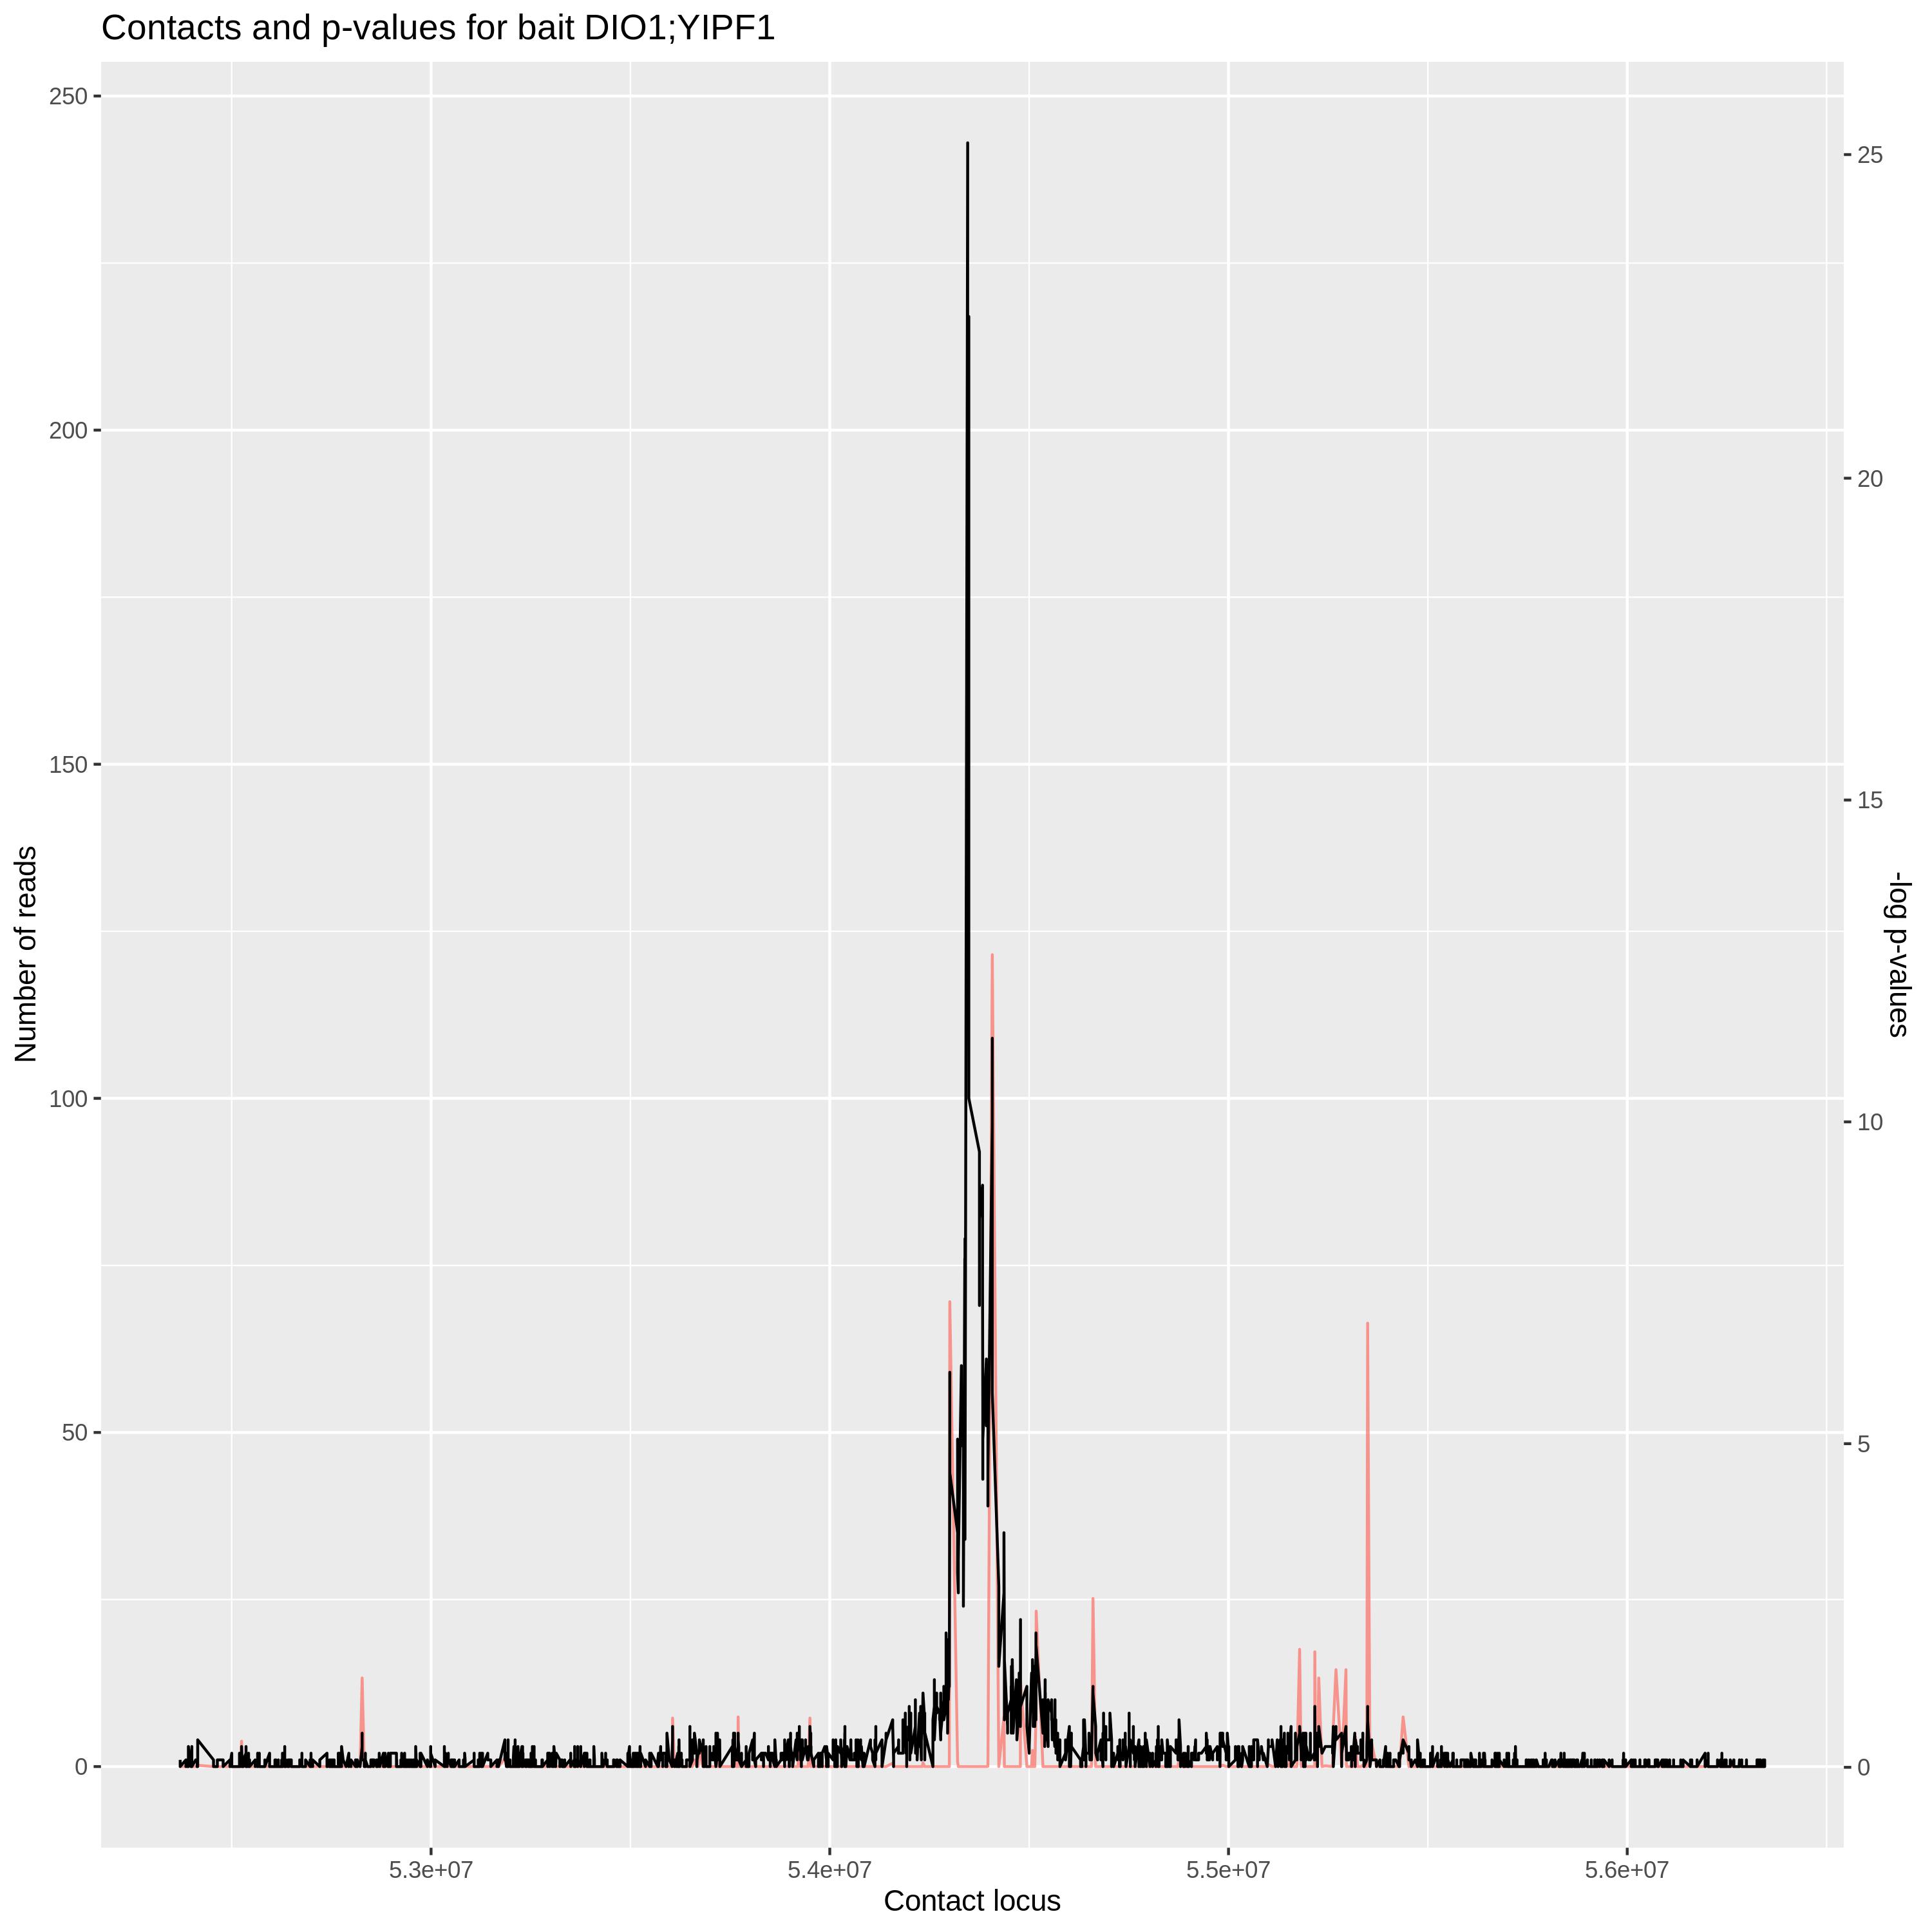 Contacts and p-values for bait DIO1;YIPF1
250
200
150
100
50
0
Number of reads
25
20
15
10
5
0
-log p-values
5.3e+07
5.4e+07
5.5e+07
5.6e+07
Contact locus